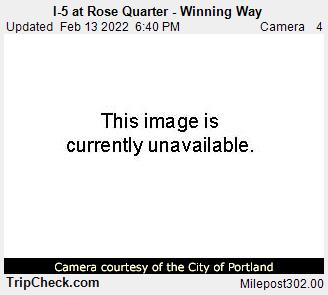 I-5 at Rose Quarter - Winning Way
Updated Feb 13 2022 6:40 PM Camera 4
This image is
currently unavailable.
Camera courtesy of the City of Portland
TripCheck.com Milepost302.00